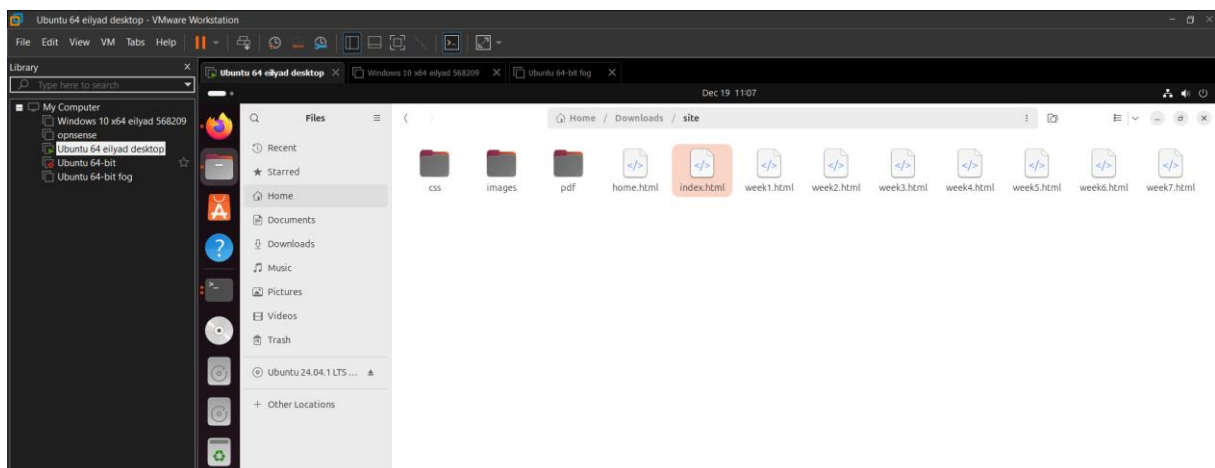 Ubuntu 64 eilyad desktop - VMware Workstation
File Edit View VM Tabs Help
Library
Type here to search
My Computer
Windows 10 x64 eilyad 568209
opnsense
Ubuntu 64 eilyad desktop
Ubuntu 64-bit
Ubuntu 64-bit fog
Ubuntu 64 eilyad desktop
Windows 10 x64 eilyad 568209
Ubuntu 64-bit fog
Dec 19 11:07
Files
Home / Downloads / site
Recent
Starred
Home
Documents
Downloads
Music
Pictures
Videos
Trash
Ubuntu 24.04.1 LTS ...
+ Other Locations
css
images
pdf
home.html
index.html
week1.html
week2.html
week3.html
week4.html
week5.html
week6.html
week7.html